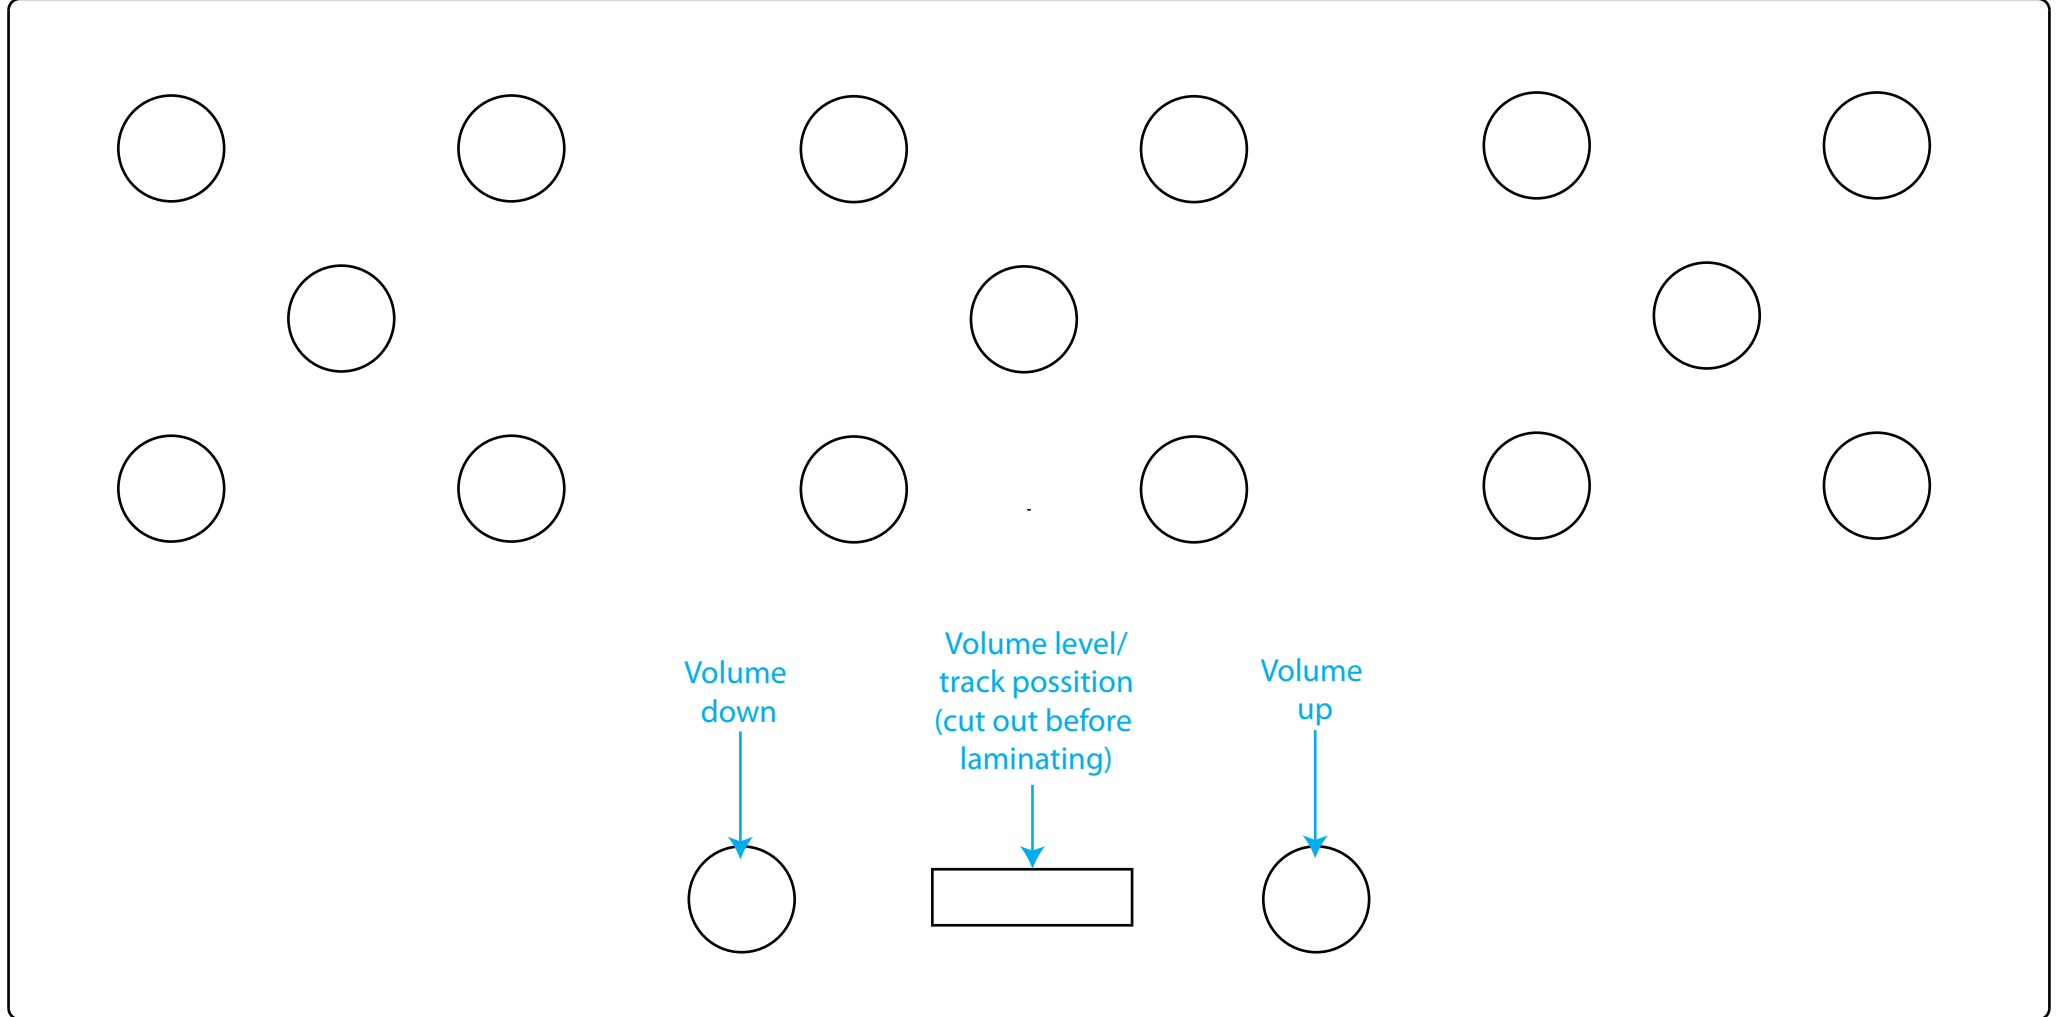 Volume
down
Volume level/
track possition
(cut out before
laminating)
Volume
up